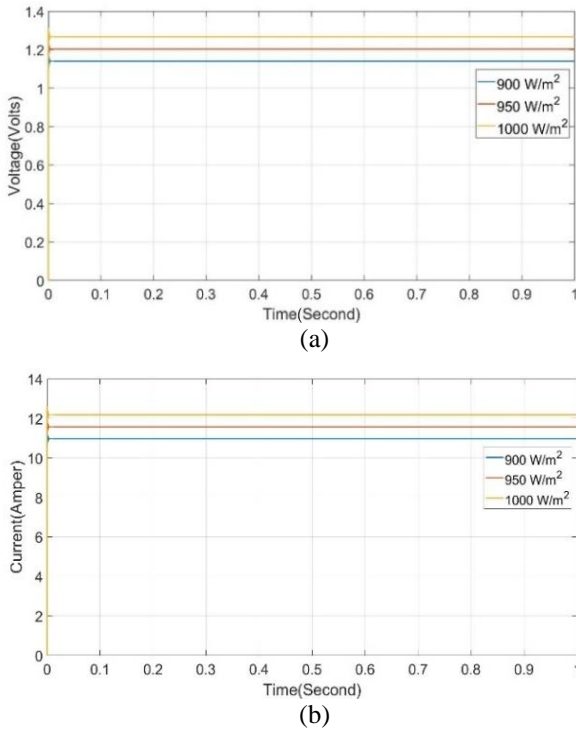 1.4
1.2
1
0.8
0.6
0.4
0.2
0
Voltage(Volts)
900 W/m²
950 W/m²
1000 W/m²
0 0.1 0.2 0.3 0.4 0.5 0.6 0.7 0.8 0.9 1
Time(Second)
(a)
14
12
10
8
6
4
2
0
Current(Amper)
900 W/m²
950 W/m²
1000 W/m²
0 0.1 0.2 0.3 0.4 0.5 0.6 0.7 0.8 0.9 1
Time(Second)
(b)